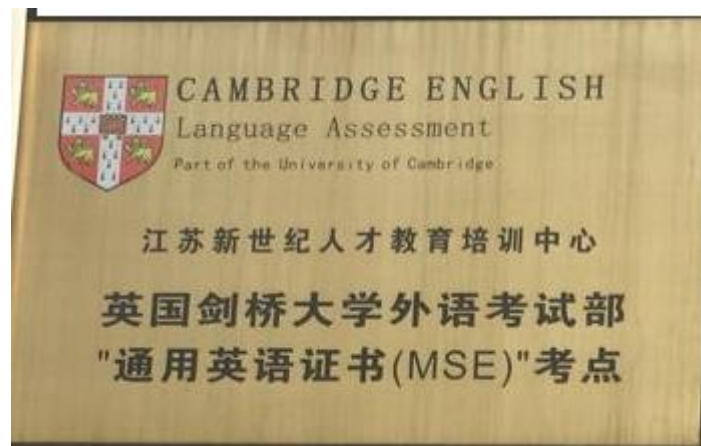 CAMBRIDGE ENGLISH
Language Assessment
Part of the University of Cambridge
江苏新世纪人才教育培训中心
英国剑桥大学外语考试部
"通用英语证书(MSE)"考点